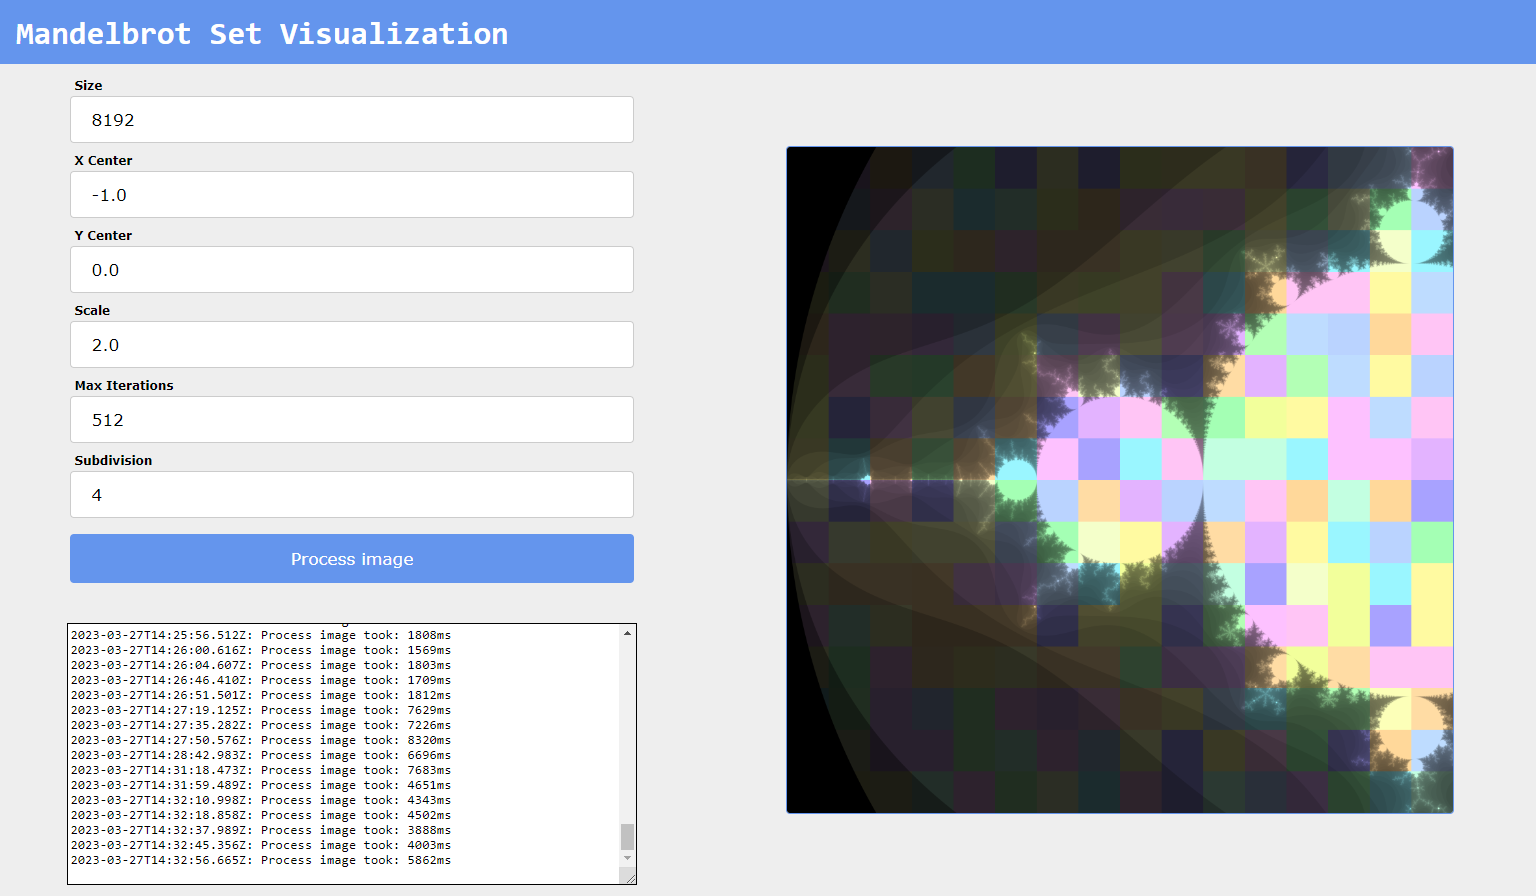 Mandelbrot Set Visualization
Size
8192
X Center
-1.0
Y Center
0.0
Scale
2.0
Max Iterations
512
Subdivision
4
Process image
2023-03-27T14:25:56.512Z: Process image took: 1808ms
2023-03-27T14:26:00.616Z: Process image took: 1569ms
2023-03-27T14:26:04.607Z: Process image took: 1803ms
2023-03-27T14:26:46.410Z: Process image took: 1709ms
2023-03-27T14:26:51.501Z: Process image took: 1812ms
2023-03-27T14:27:19.125Z: Process image took: 7629ms
2023-03-27T14:27:35.282Z: Process image took: 7226ms
2023-03-27T14:27:50.576Z: Process image took: 8320ms
2023-03-27T14:28:42.983Z: Process image took: 6696ms
2023-03-27T14:31:18.473Z: Process image took: 7683ms
2023-03-27T14:31:59.489Z: Process image took: 4651ms
2023-03-27T14:32:10.998Z: Process image took: 4343ms
2023-03-27T14:32:18.858Z: Process image took: 4502ms
2023-03-27T14:32:37.989Z: Process image took: 3888ms
2023-03-27T14:32:45.356Z: Process image took: 4003ms
2023-03-27T14:32:56.665Z: Process image took: 5862ms